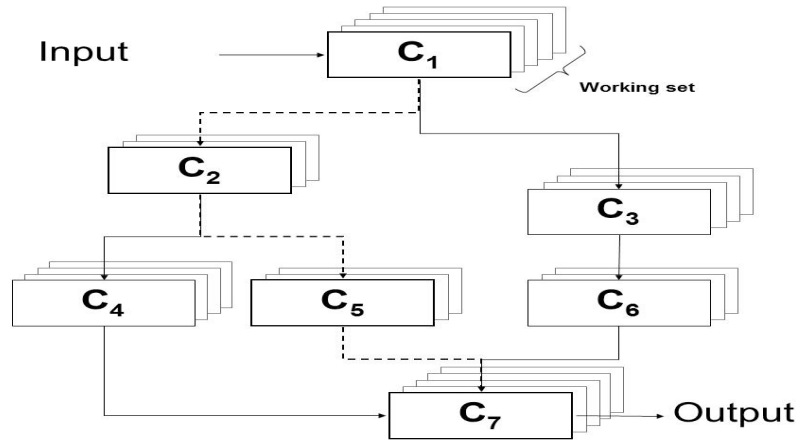 Input
C₁
Working set
C₂
C₃
C₄
C₅
C₆
C₇
Output